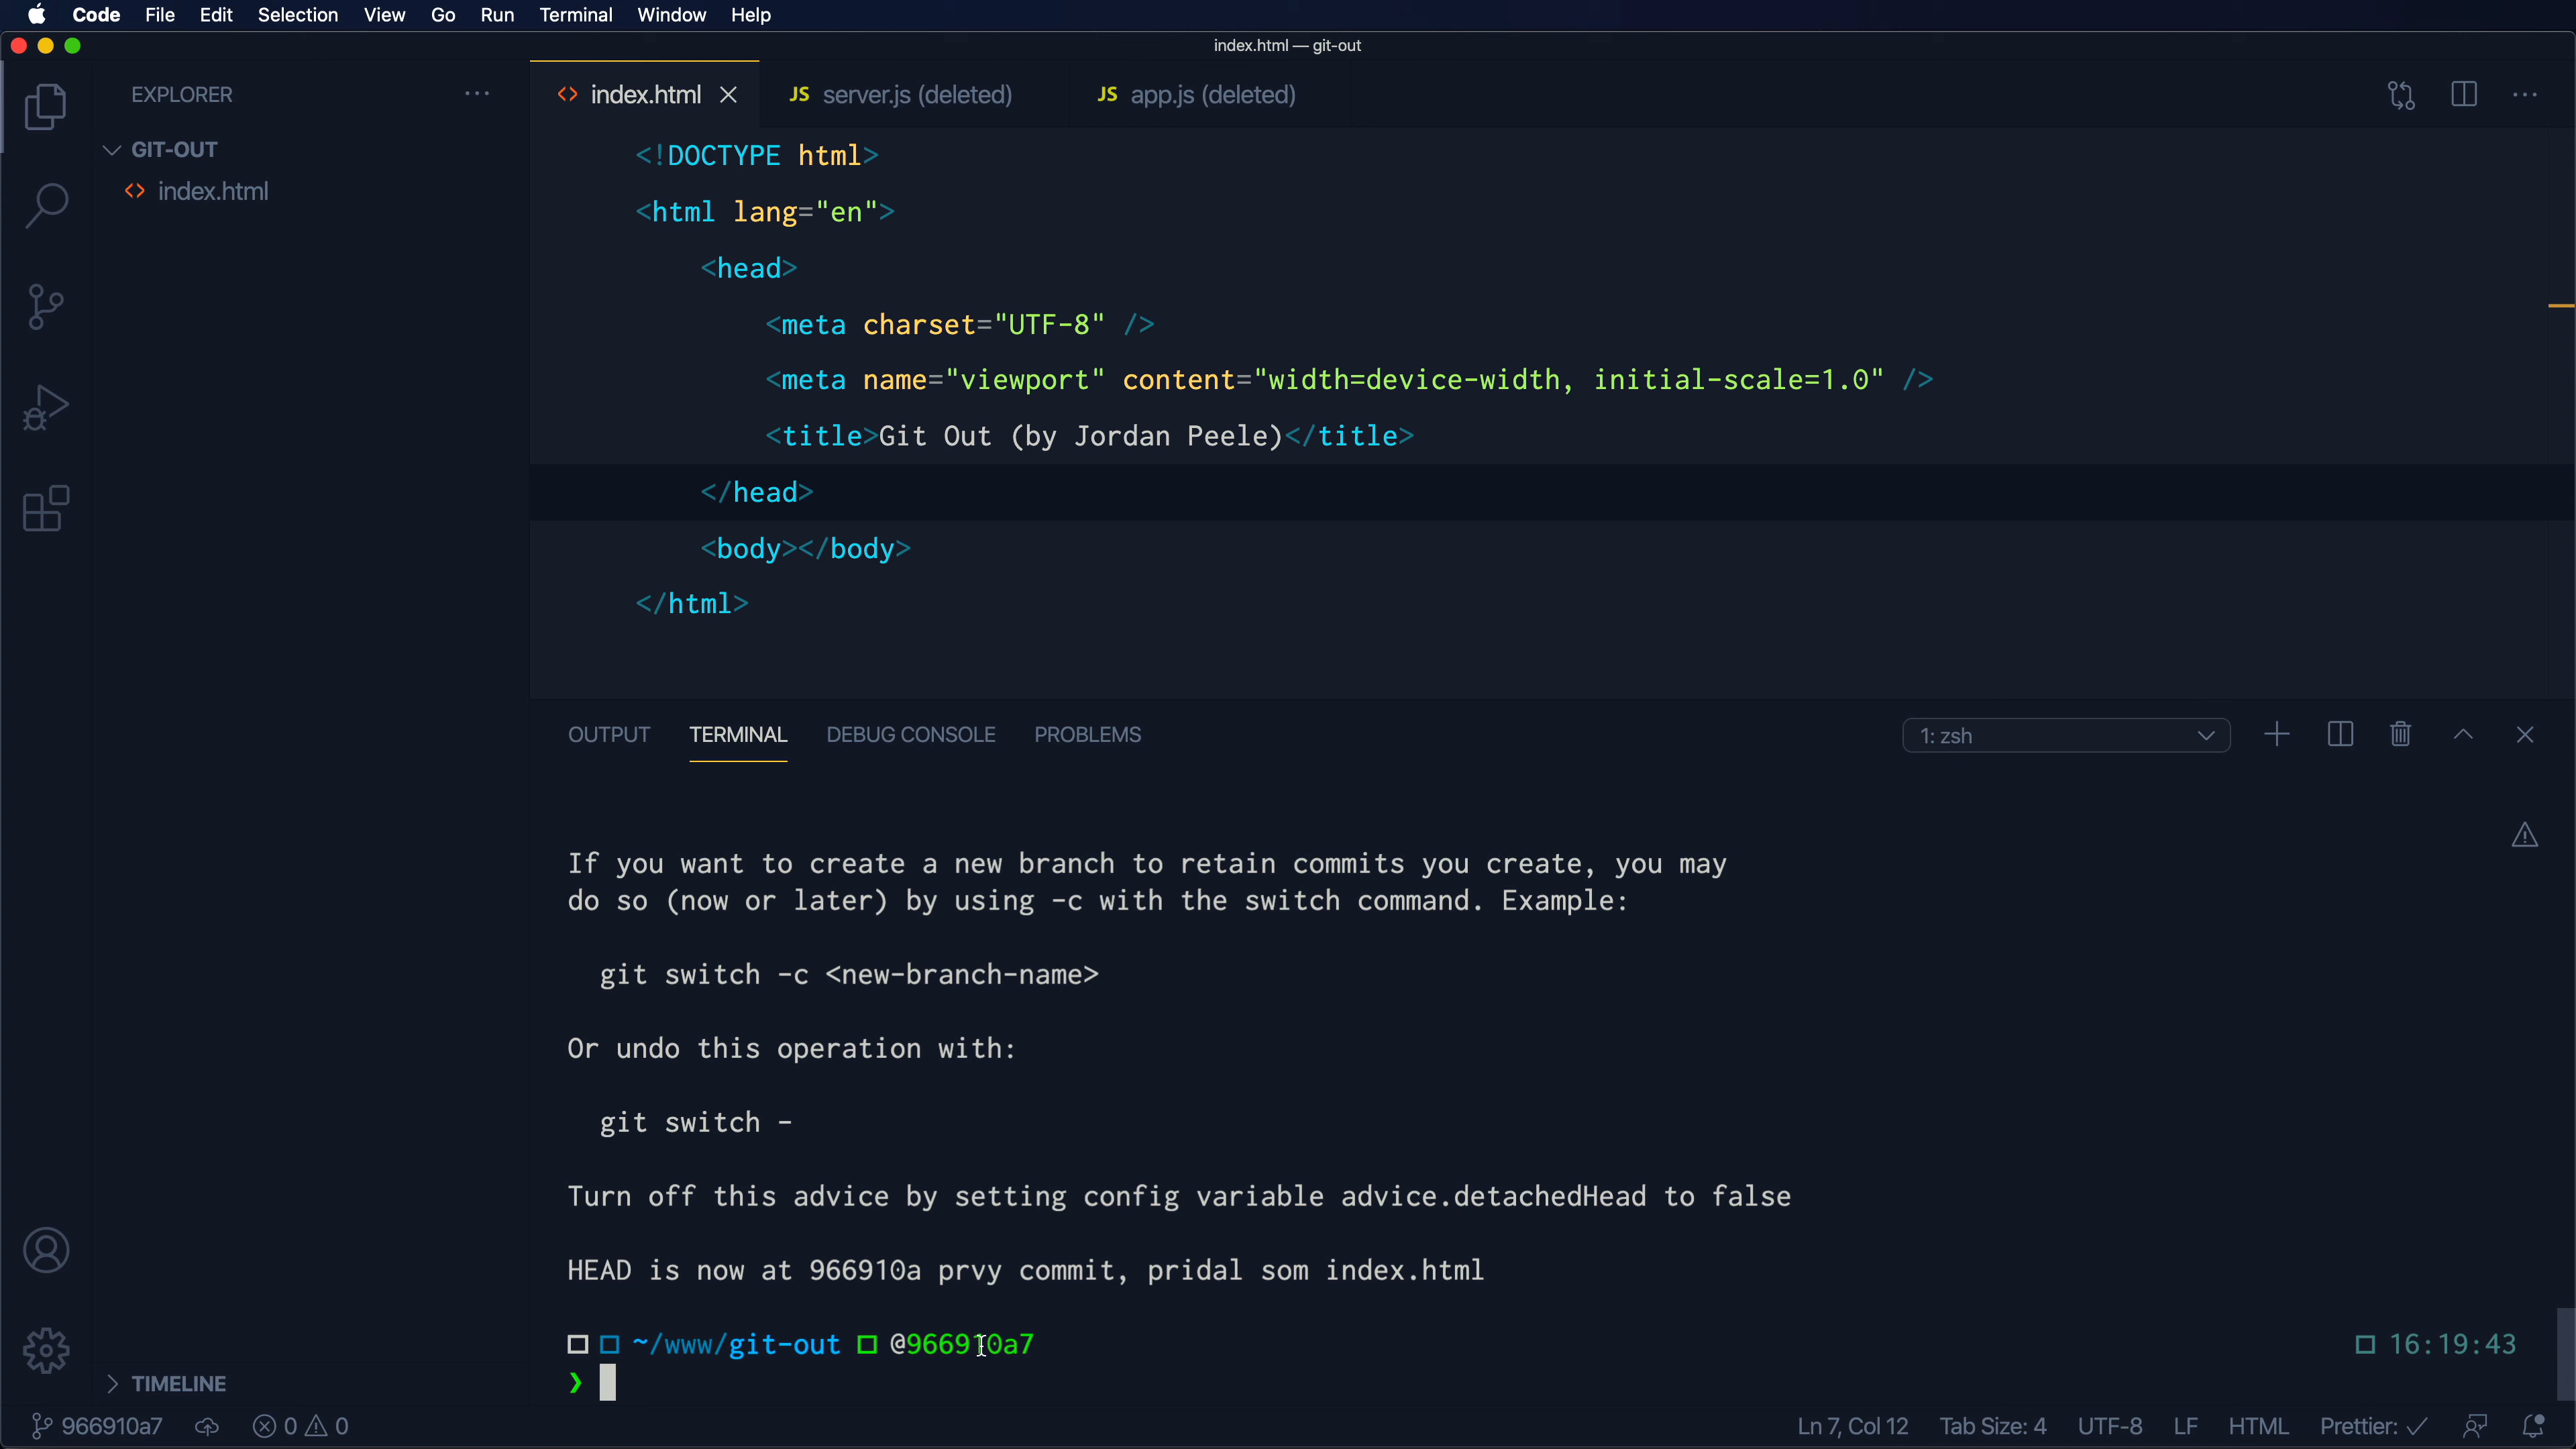 Code File Edit Selection View Go Run Terminal Window Help
index.html — git-out
EXPLORER
GIT-OUT
index.html
index.html
JS server.js (deleted)
JS app.js (deleted)
<!DOCTYPE html>
<html lang="en">
<head>
<meta charset="UTF-8" />
<meta name="viewport" content="width=device-width, initial-scale=1.0" />
<title>Git Out (by Jordan Peele)</title>
</head>
<body></body>
</html>
OUTPUT TERMINAL DEBUG CONSOLE PROBLEMS
1: zsh
If you want to create a new branch to retain commits you create, you may
do so (now or later) by using -c with the switch command. Example:
git switch -c <new-branch-name>
Or undo this operation with:
git switch -
Turn off this advice by setting config variable advice.detachedHead to false
HEAD is now at 966910a prvy commit, pridal som index.html
~/www/git-out @966910a7
16:19:43
❯
TIMELINE
966910a7 0 0
Ln 7, Col 12 Tab Size: 4 UTF-8 LF HTML Prettier: ✓